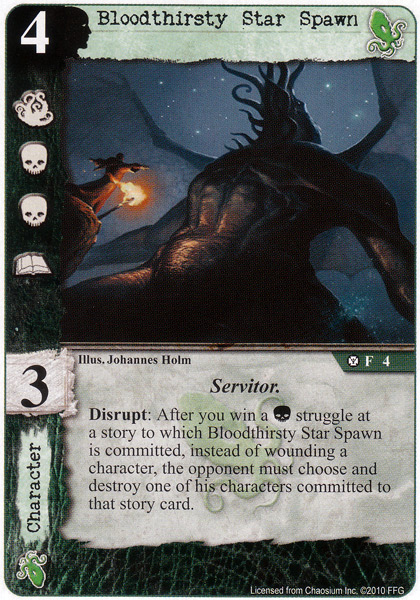 4
Bloodthirsty Star Spawn
Illus. Johannes Holm
F 4
3
Servitor.
Disrupt: After you win a struggle at
a story to which Bloodthirsty Star Spawn
is committed, instead of wounding a
character, the opponent must choose and
destroy one of his characters committed to
that story card.
Character
Licensed from Chaosium Inc. ©2010 FFG